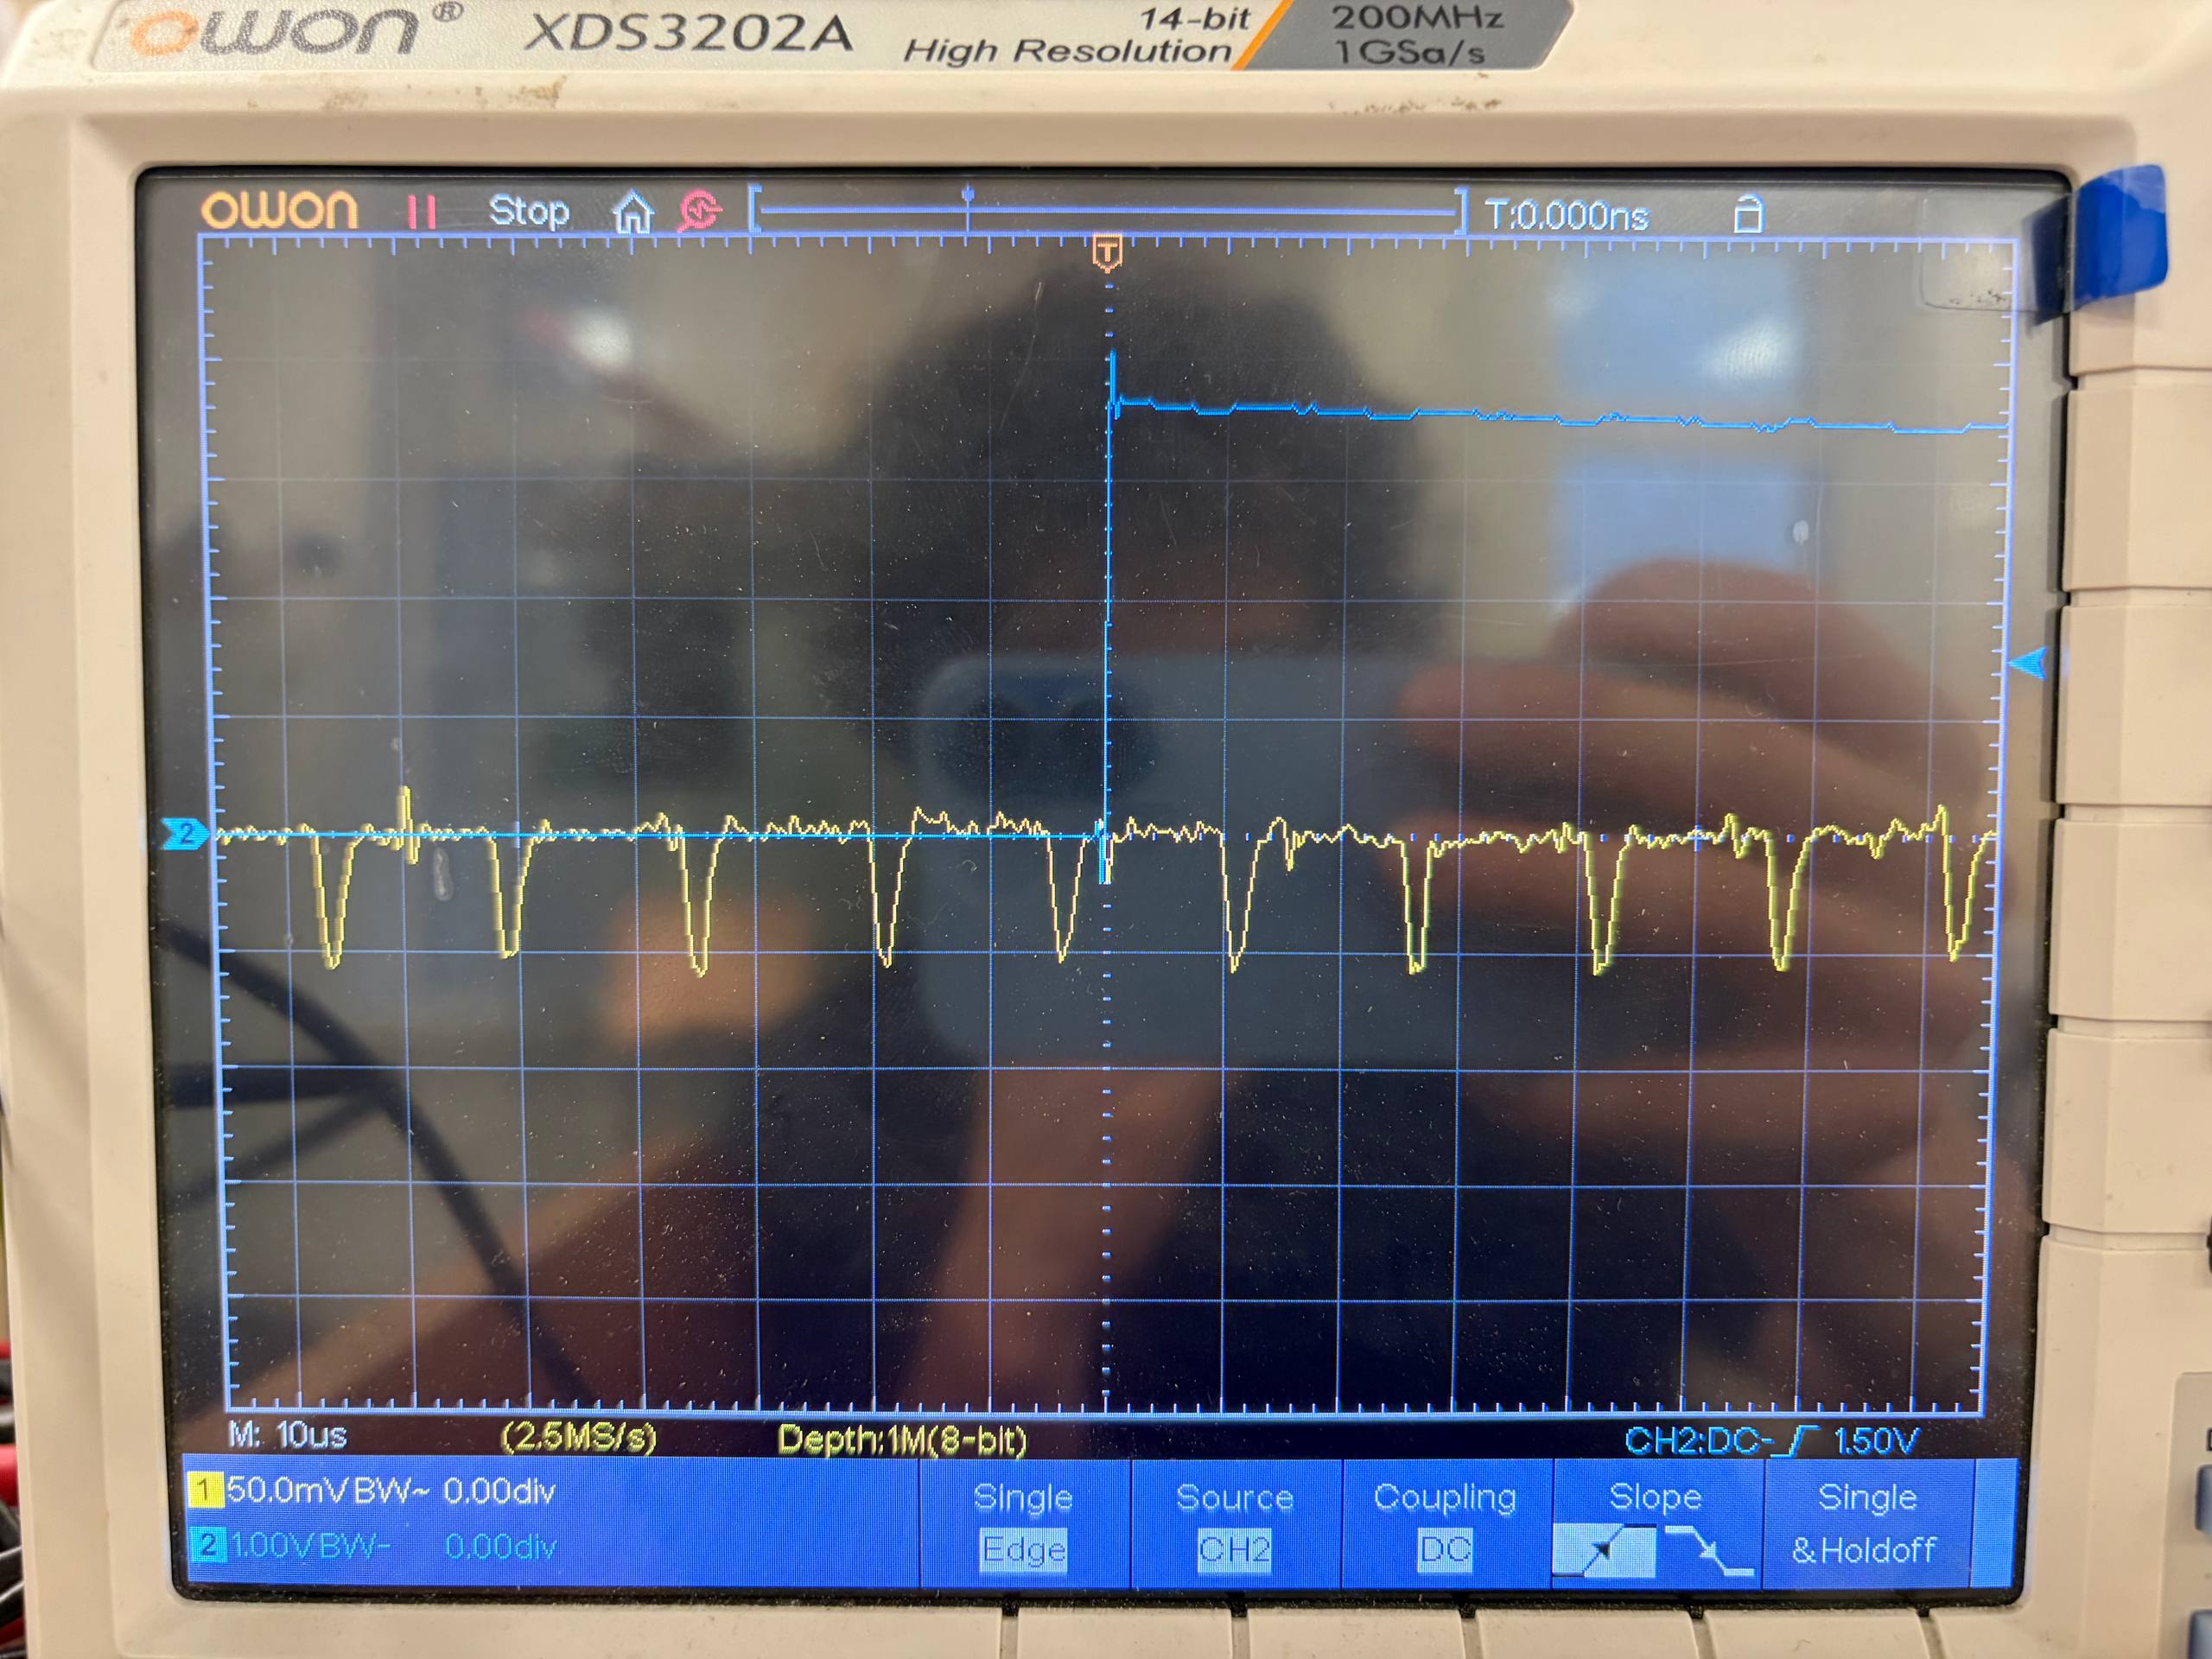 owon® XDS3202A 14-bit High Resolution 200MHz 1GSa/s
owon Stop T:0.000ns
T
2
M: 10us (2.5MS/s) Depth:1M(8-bit) CH2:DC- 1.50V
1 50.0mV BW~ 0.00div
2 1.00V BW- 0.00div
Single Edge
Source CH2
Coupling DC
Slope
Single &Holdoff